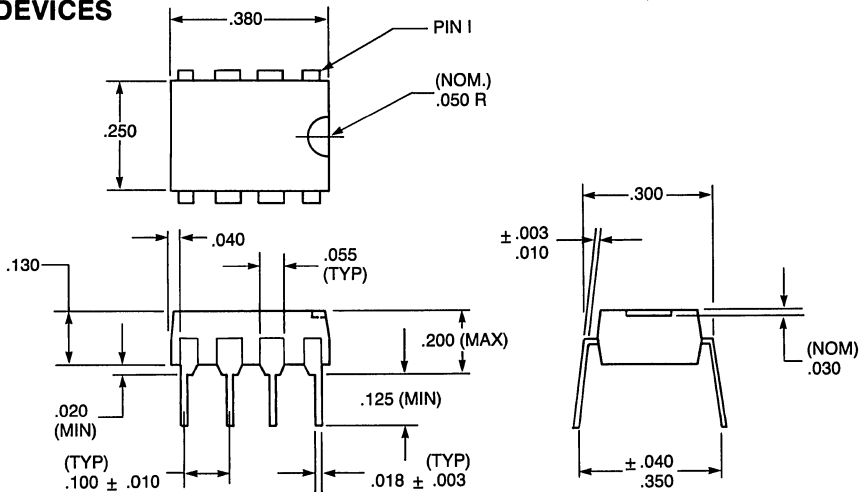 DEVICES
.380
PIN I
(NOM.)
.050 R
.250
.300
.040
.055
(TYP)
± .003
.010
.130
.200 (MAX)
.125 (MIN)
(NOM)
.030
.020
(MIN)
(TYP)
.100 ± .010
(TYP)
.018 ± .003
± .040
.350